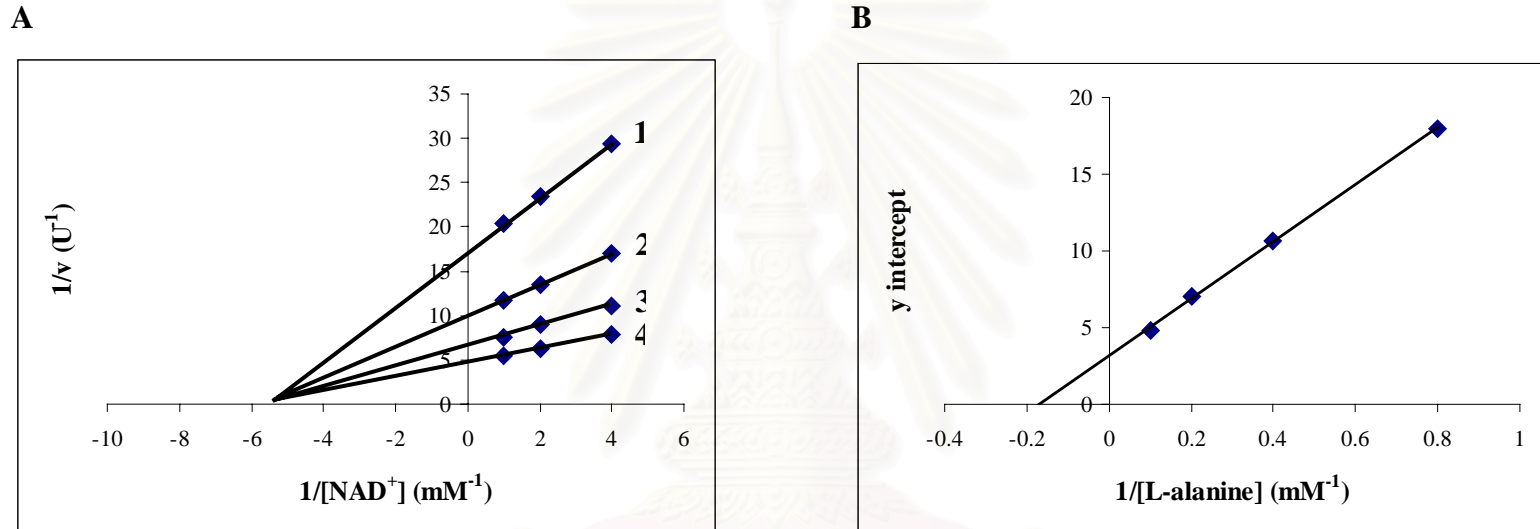 A
B
35
30
25
20
15
10
5
0
1
2
3
4
-10 -8 -6 -4 -2 0 2 4 6
1/v (U⁻¹)
1/[NAD⁺] (mM⁻¹)
20
15
10
5
0
-0.4 -0.2 0 0.2 0.4 0.6 0.8 1
y intercept
1/[L-alanine] (mM⁻¹)